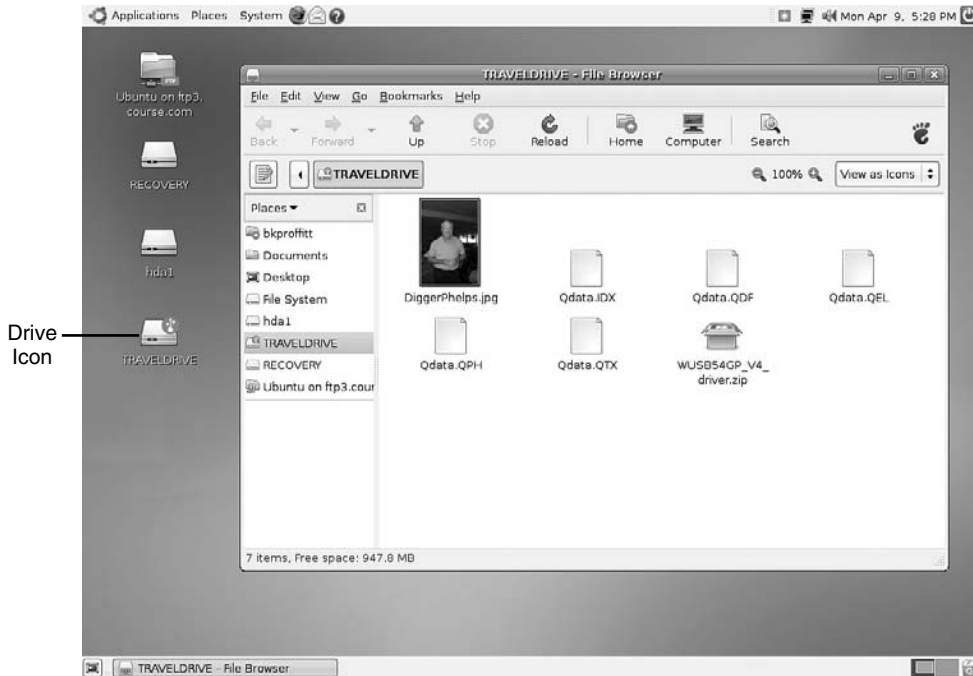 Applications Places System
Mon Apr 9, 5:28 PM
Ubuntu on ftp3.
course.com
RECOVERY
hda1
Drive
Icon
TRAVELDRIVE
TRAVELDRIVE - File Browser
File Edit View Go Bookmarks Help
Back Forward Up Stop Reload Home Computer Search
TRAVELDRIVE
100%
View as Icons
Places
bkproffitt
Documents
Desktop
File System
hda1
TRAVELDRIVE
RECOVERY
Ubuntu on ftp3.cour
DiggerPhelps.jpg
Qdata.IDX
Qdata.QDF
Qdata.QEL
Qdata.QPH
Qdata.QTX
WUSB54GP_V4_
driver.zip
7 items, Free space: 947.8 MB
TRAVELDRIVE - File Browser